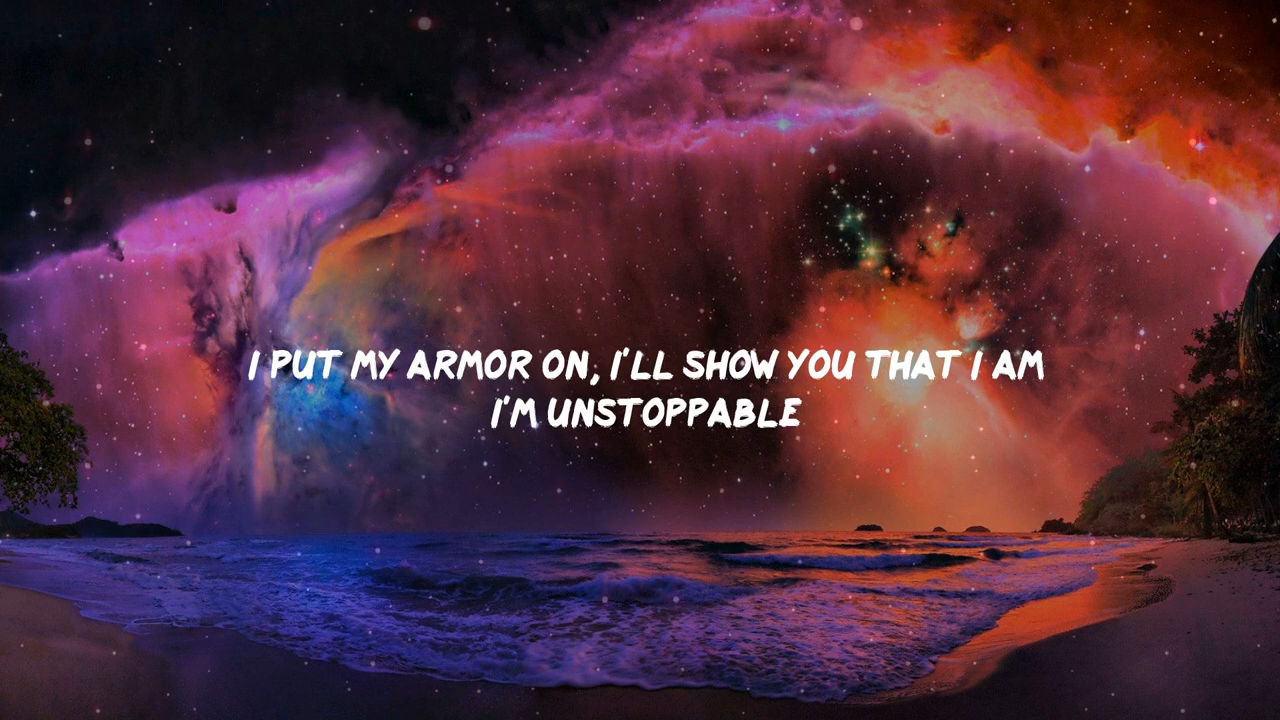 I PUT MY ARMOR ON, I'LL SHOW YOU THAT I AM
I'M UNSTOPPABLE